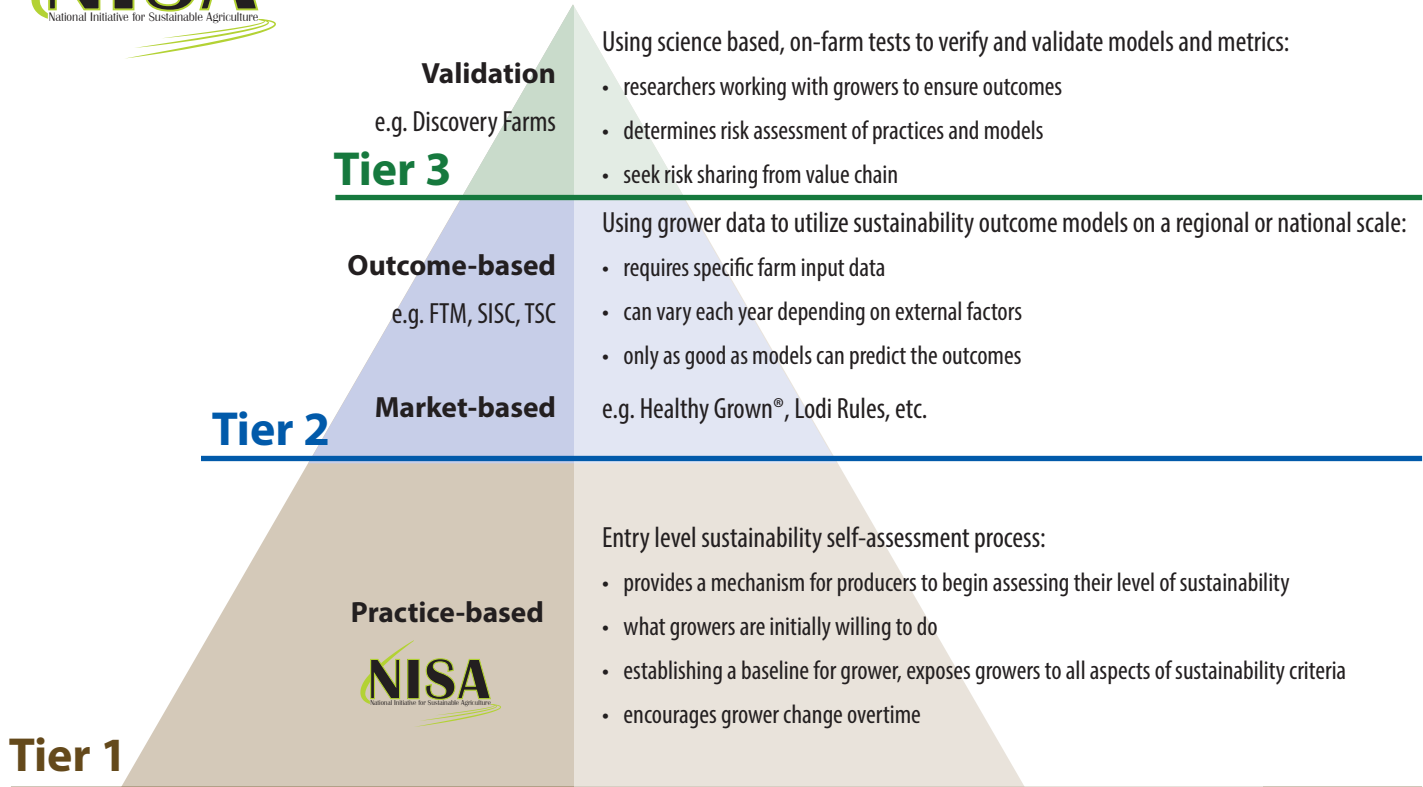 NISA
National Initiative for Sustainable Agriculture
Validation
e.g. Discovery Farms
Tier 3
Using science based, on-farm tests to verify and validate models and metrics:
• researchers working with growers to ensure outcomes
• determines risk assessment of practices and models
• seek risk sharing from value chain
Outcome-based
e.g. FTM, SISC, TSC
Using grower data to utilize sustainability outcome models on a regional or national scale:
• requires specific farm input data
• can vary each year depending on external factors
• only as good as models can predict the outcomes
Market-based
e.g. Healthy Grown®, Lodi Rules, etc.
Tier 2
Practice-based
NISA
National Initiative for Sustainable Agriculture
Entry level sustainability self-assessment process:
• provides a mechanism for producers to begin assessing their level of sustainability
• what growers are initially willing to do
• establishing a baseline for grower, exposes growers to all aspects of sustainability criteria
• encourages grower change overtime
Tier 1